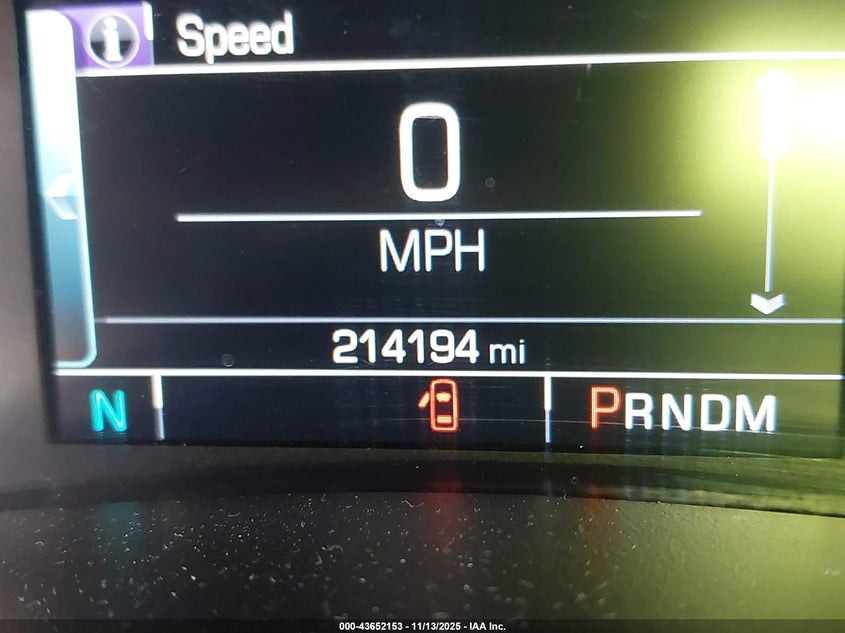 Speed
0
MPH
214194 mi
N PRNDM
000-43652153 - 11/13/2025 - IAA Inc.